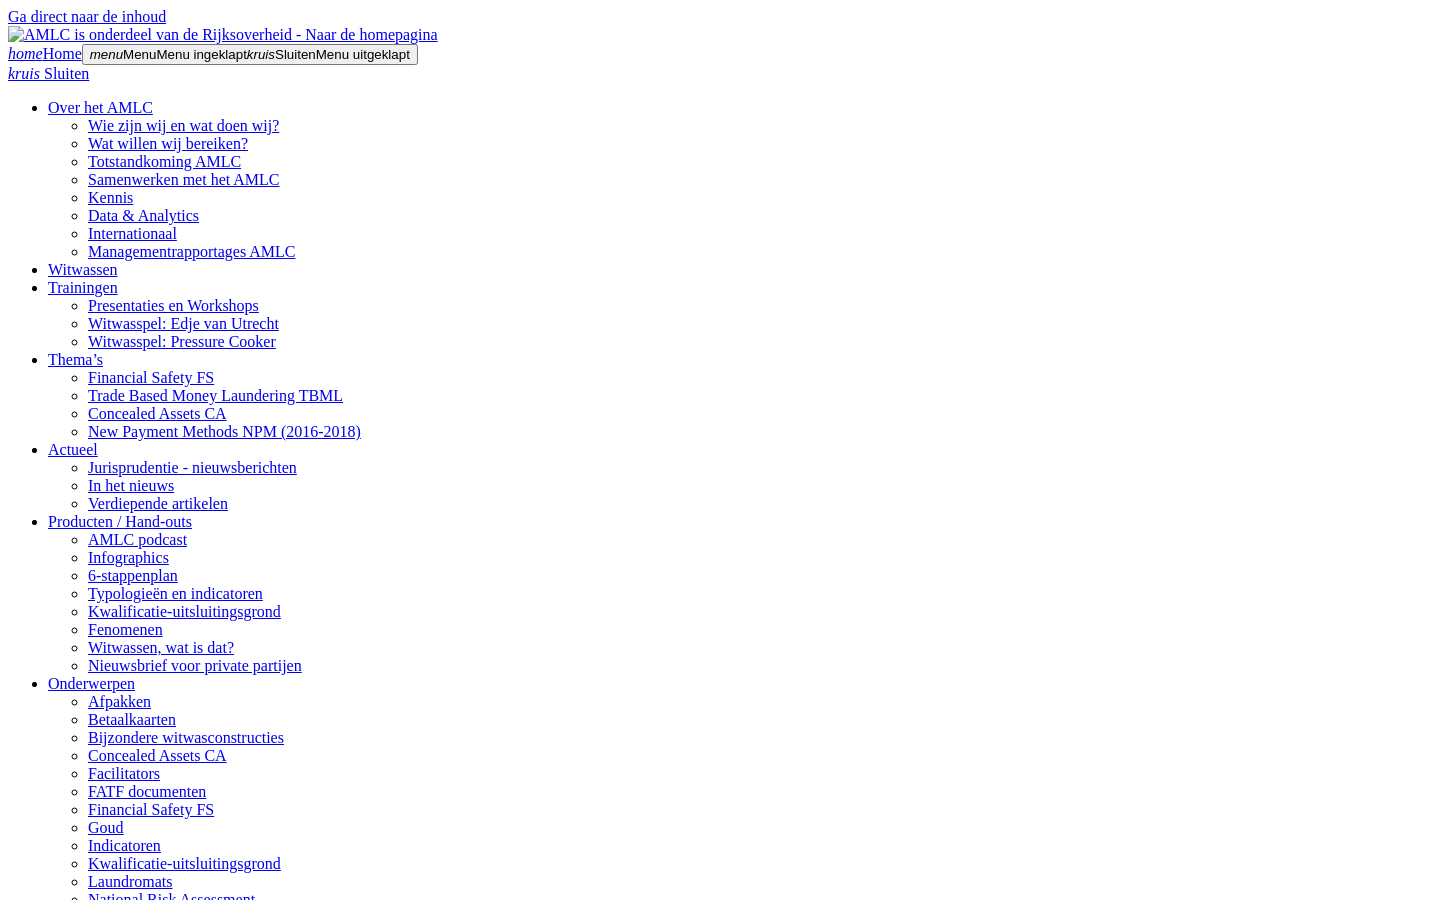 Ga direct naar de inhoud
AMLC is onderdeel van de Rijksoverheid - Naar de homepagina
homeHomemenuMenuMenu ingeklaptkruisSluitenMenu uitgeklapt
kruis Sluiten
Over het AMLC
Wie zijn wij en wat doen wij?
Wat willen wij bereiken?
Totstandkoming AMLC
Samenwerken met het AMLC
Kennis
Data & Analytics
Internationaal
Managementrapportages AMLC
Witwassen
Trainingen
Presentaties en Workshops
Witwasspel: Edje van Utrecht
Witwasspel: Pressure Cooker
Thema’s
Financial Safety FS
Trade Based Money Laundering TBML
Concealed Assets CA
New Payment Methods NPM (2016-2018)
Actueel
Jurisprudentie - nieuwsberichten
In het nieuws
Verdiepende artikelen
Producten / Hand-outs
AMLC podcast
Infographics
6-stappenplan
Typologieën en indicatoren
Kwalificatie-uitsluitingsgrond
Fenomenen
Witwassen, wat is dat?
Nieuwsbrief voor private partijen
Onderwerpen
Afpakken
Betaalkaarten
Bijzondere witwasconstructies
Concealed Assets CA
Facilitators
FATF documenten
Financial Safety FS
Goud
Indicatoren
Kwalificatie-uitsluitingsgrond
Laundromats
National Risk Assessment